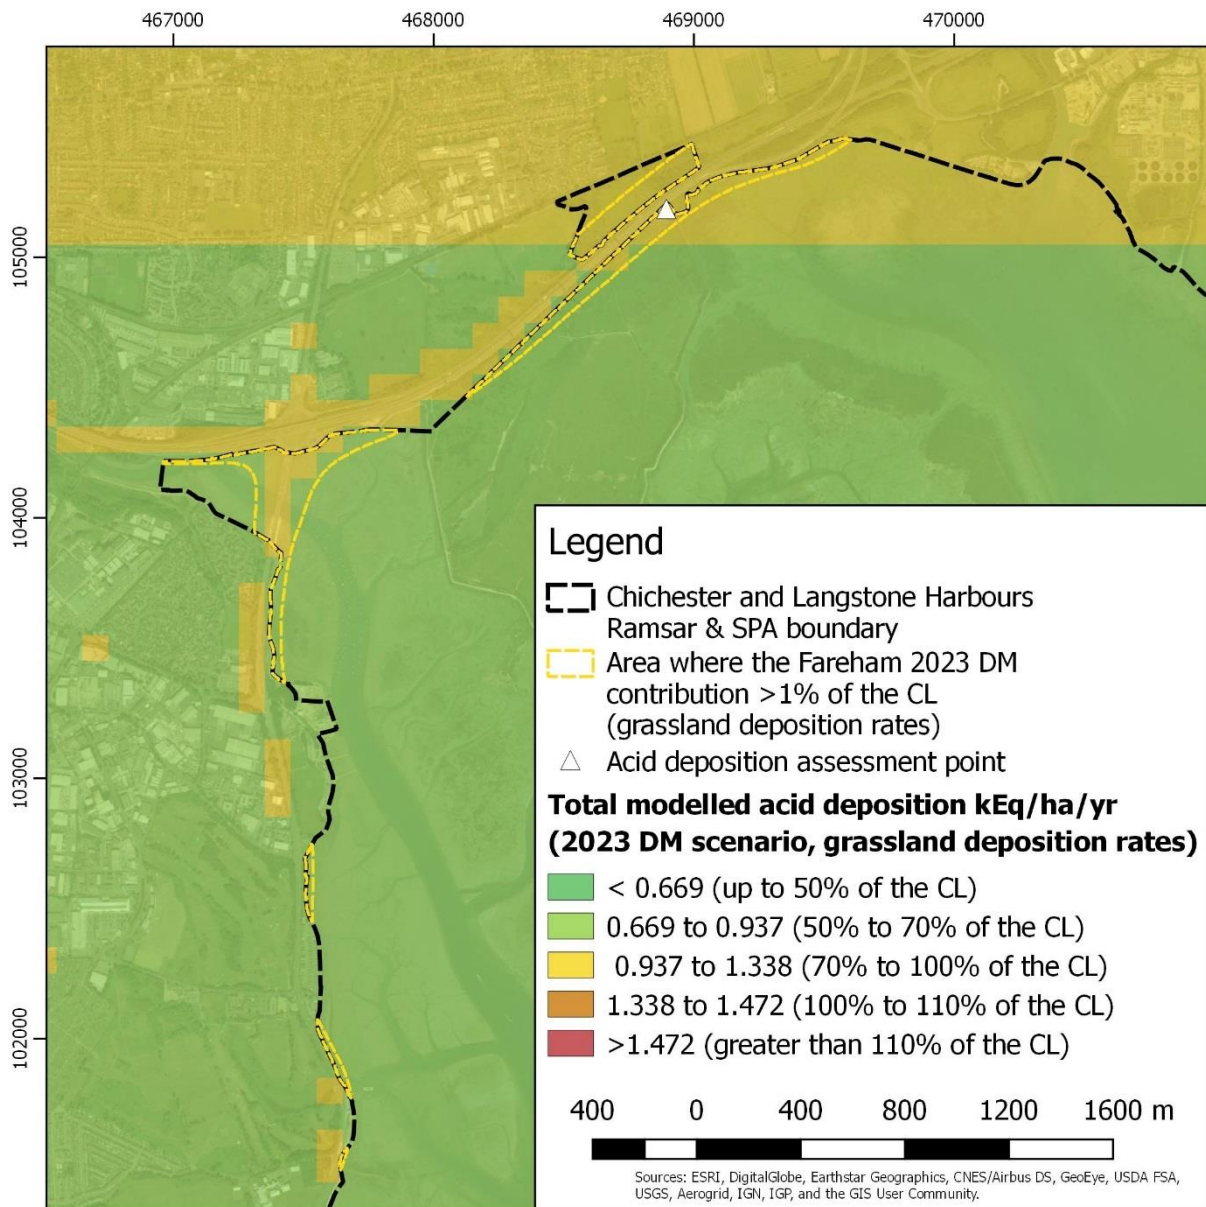 467000 468000 469000 470000
105000
104000
103000
102000
Legend
Chichester and Langstone Harbours
Ramsar & SPA boundary
Area where the Fareham 2023 DM
contribution >1% of the CL
(grassland deposition rates)
Acid deposition assessment point
Total modelled acid deposition kEq/ha/yr
(2023 DM scenario, grassland deposition rates)
< 0.669 (up to 50% of the CL)
0.669 to 0.937 (50% to 70% of the CL)
0.937 to 1.338 (70% to 100% of the CL)
1.338 to 1.472 (100% to 110% of the CL)
>1.472 (greater than 110% of the CL)
400 0 400 800 1200 1600 m
Sources: ESRI, DigitalGlobe, Earthstar Geographics, CNES/Airbus DS, GeoEye, USDA FSA,
USGS, Aerogrid, IGN, IGP, and the GIS User Community.